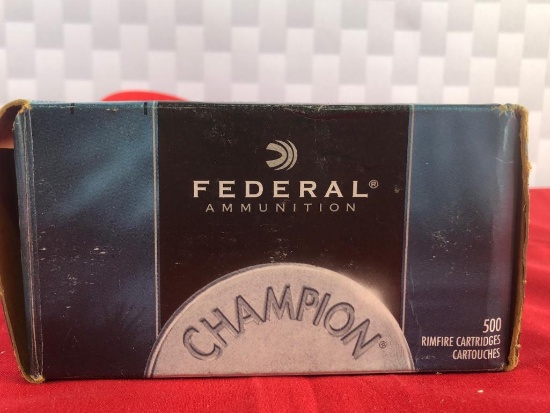 FEDERAL®
AMMUNITION
CHAMPION®
500
RIMFIRE CARTRIDGES
CARTOUCHES